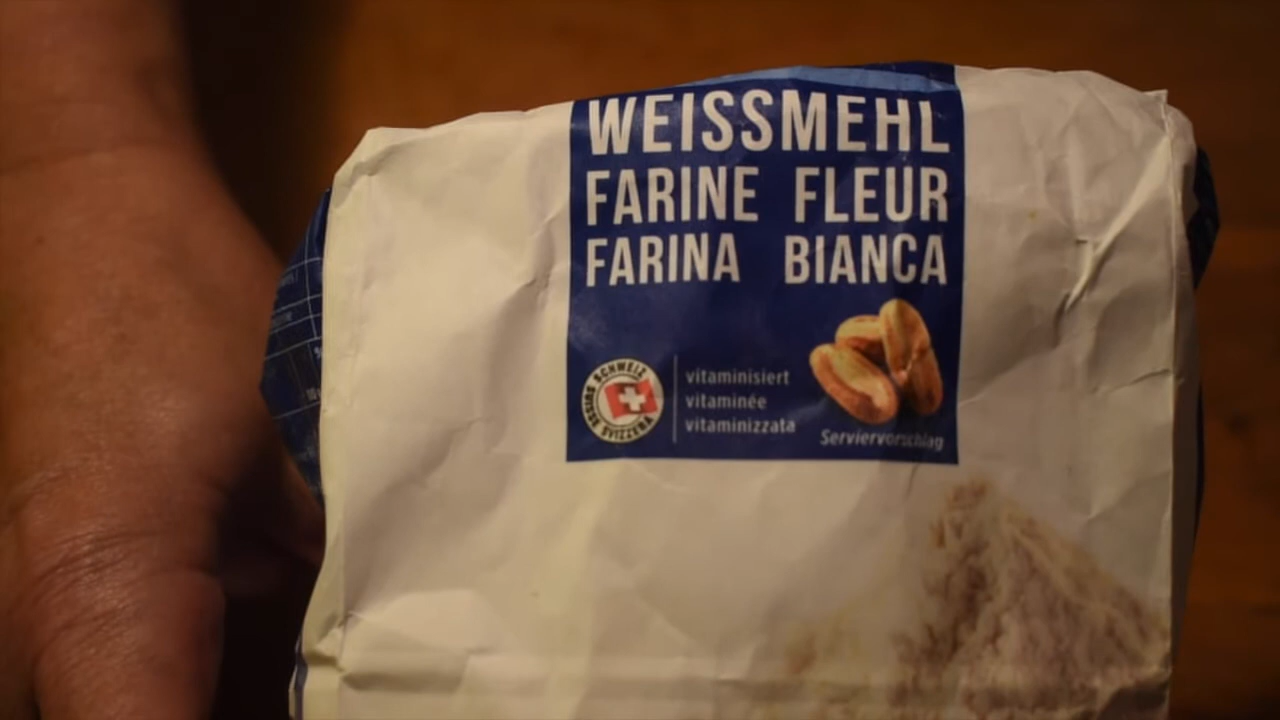 WEISSMEHL
FARINE FLEUR
FARINA BIANCA
SCHWEIZ
SUISSE SVIZZERA
vitaminisiert
vitaminée
vitaminizzata
Serviervorschlag